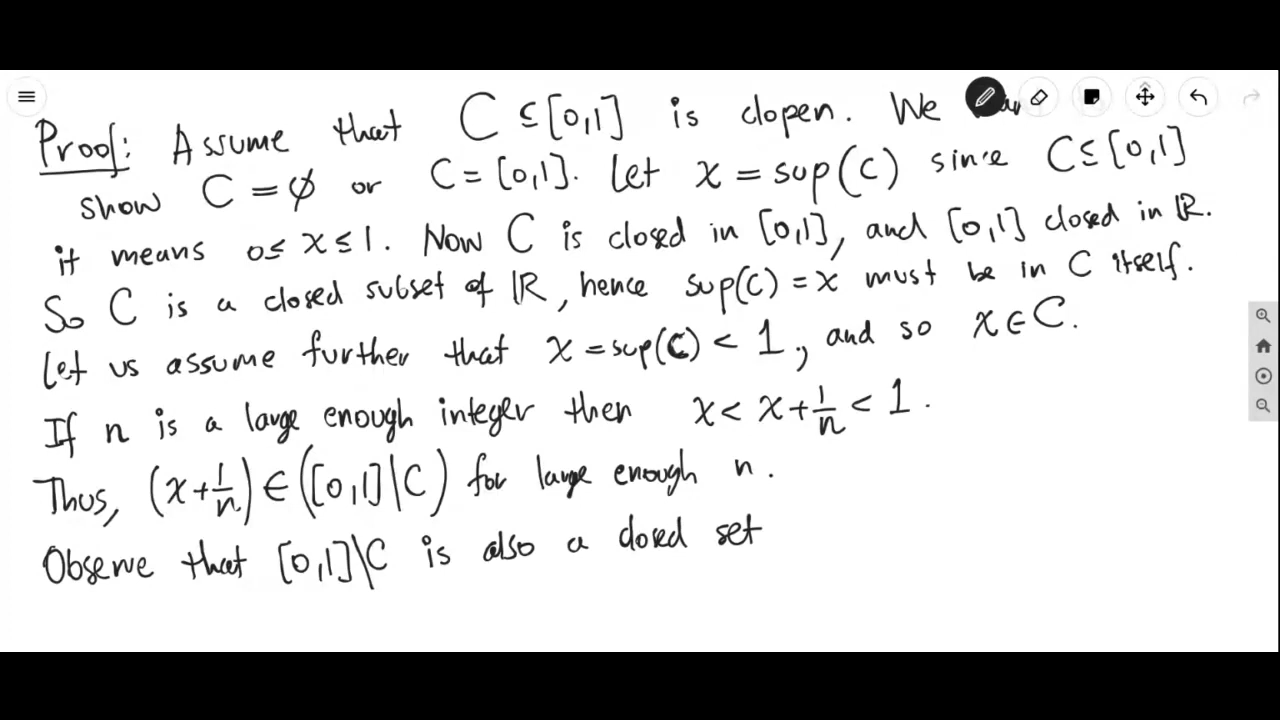 Proof: Assume that C ⊆ [0,1] is clopen. We
show C = ∅ or C = [0,1]. Let x = sup(C) since C ⊆ [0,1]
it means 0 ≤ x ≤ 1. Now C is closed in [0,1], and [0,1] closed in ℝ.
So C is a closed subset of ℝ, hence sup(C) = x must be in C itself.
Let us assume further that x = sup(C) < 1, and so x ∈ C.
If n is a large enough integer then x < x + 1/n < 1.
Thus, (x + 1/n) ∈ ([0,1]\C) for large enough n.
Observe that [0,1]\C is also a closed set